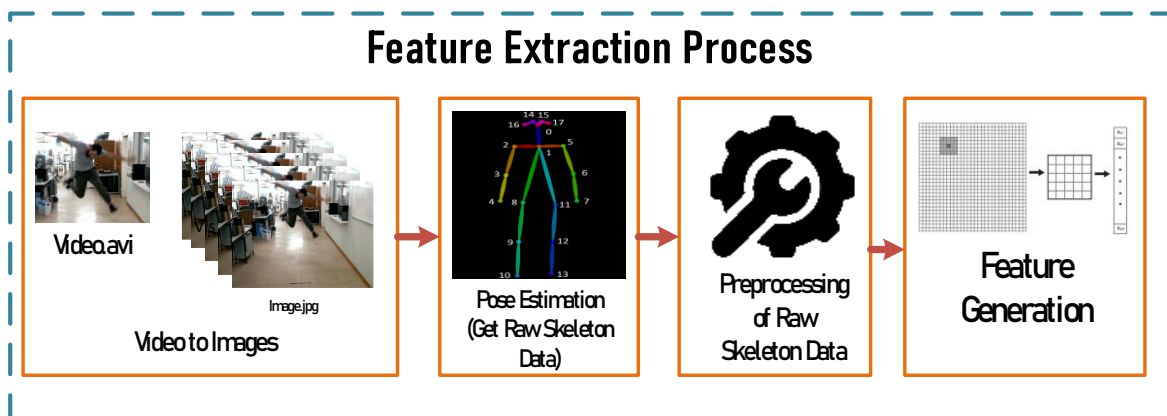 Feature Extraction Process
Video.avi
Image.jpg
Video to Images
14 15
16 17
0
2 5
1
3 6
4 8 7
11
9 12
10 13
Pose Estimation
(Get Raw Skeleton
Data)
Preprocessing
of Raw
Skeleton Data
Feature
Generation